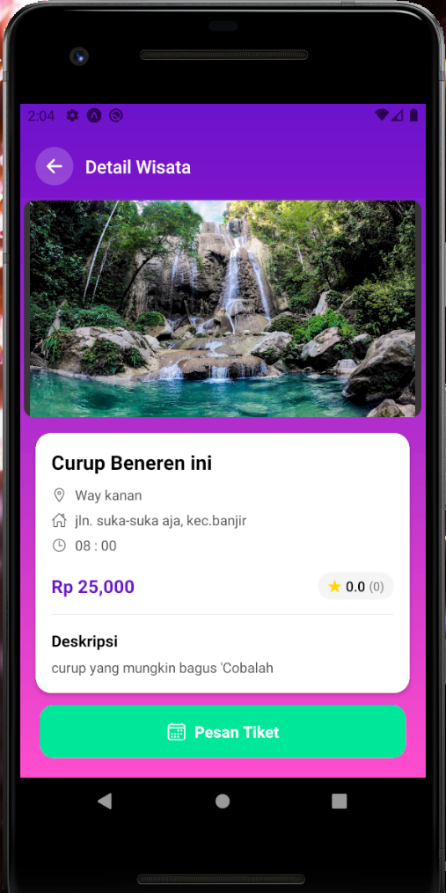 2:04
Detail Wisata
Curup Beneren ini
Way kanan
jln. suka-suka aja, kec.banjir
08 : 00
Rp 25,000
0.0 (0)
Deskripsi
curup yang mungkin bagus 'Cobalah
Pesan Tiket